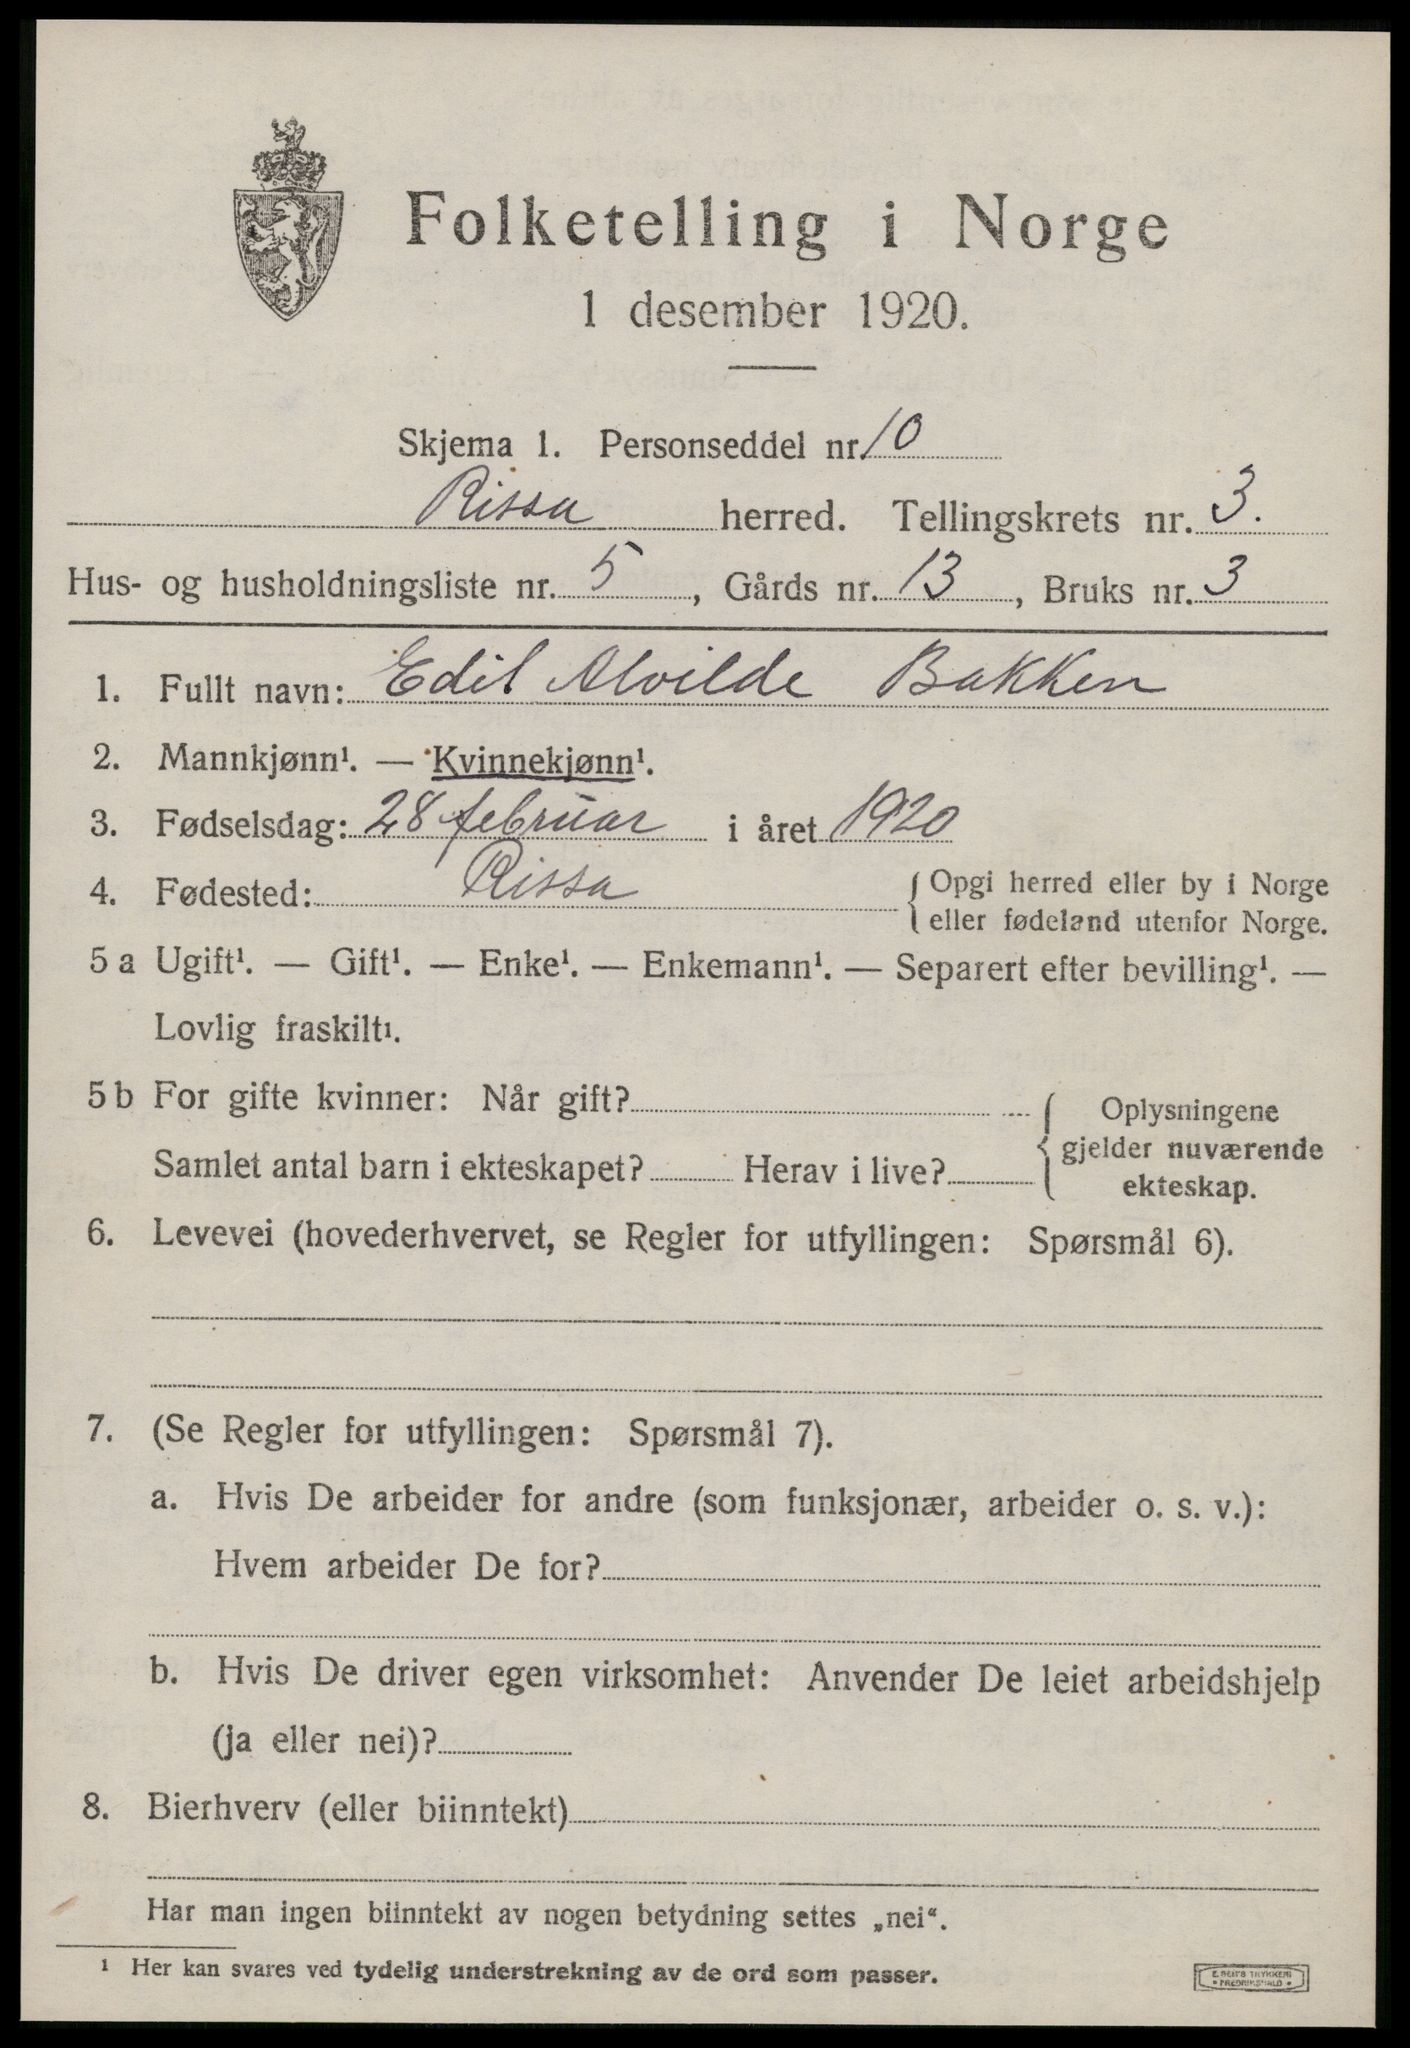 Folketelling i Norge
1 desember 1920.
Skjema 1. Personseddel nr. 10
Rissa herred. Tellingskrets nr. 3.
Hus- og husholdningsliste nr. 5, Gårds nr. 13, Bruks nr. 3
1. Fullt navn: Edit Alvilde Bakken
2. Mannkjønn¹. — Kvinnekjønn¹.
3. Fødselsdag: 28 februar i året 1920
4. Fødested: Rissa { Opgi herred eller by i Norge
eller fødeland utenfor Norge.
5 a Ugift¹. — Gift¹. — Enke¹. — Enkemann¹. — Separert efter bevilling¹. —
Lovlig fraskilt¹.
5 b For gifte kvinner: Når gift?
Samlet antal barn i ekteskapet? Herav i live?
{ Oplysningene
gjelder nuværende
ekteskap.
6. Levevei (hovederhvervet, se Regler for utfyllingen: Spørsmål 6).
7. (Se Regler for utfyllingen: Spørsmål 7).
a. Hvis De arbeider for andre (som funksjonær, arbeider o. s. v.):
Hvem arbeider De for?
b. Hvis De driver egen virksomhet: Anvender De leiet arbeidshjelp
(ja eller nei)?
8. Bierhverv (eller biinntekt)
Har man ingen biinntekt av nogen betydning settes „nei“.
¹ Her kan svares ved tydelig understrekning av de ord som passer.
E. SEM'S TRYKKERI
• FREDRIKSHALD •